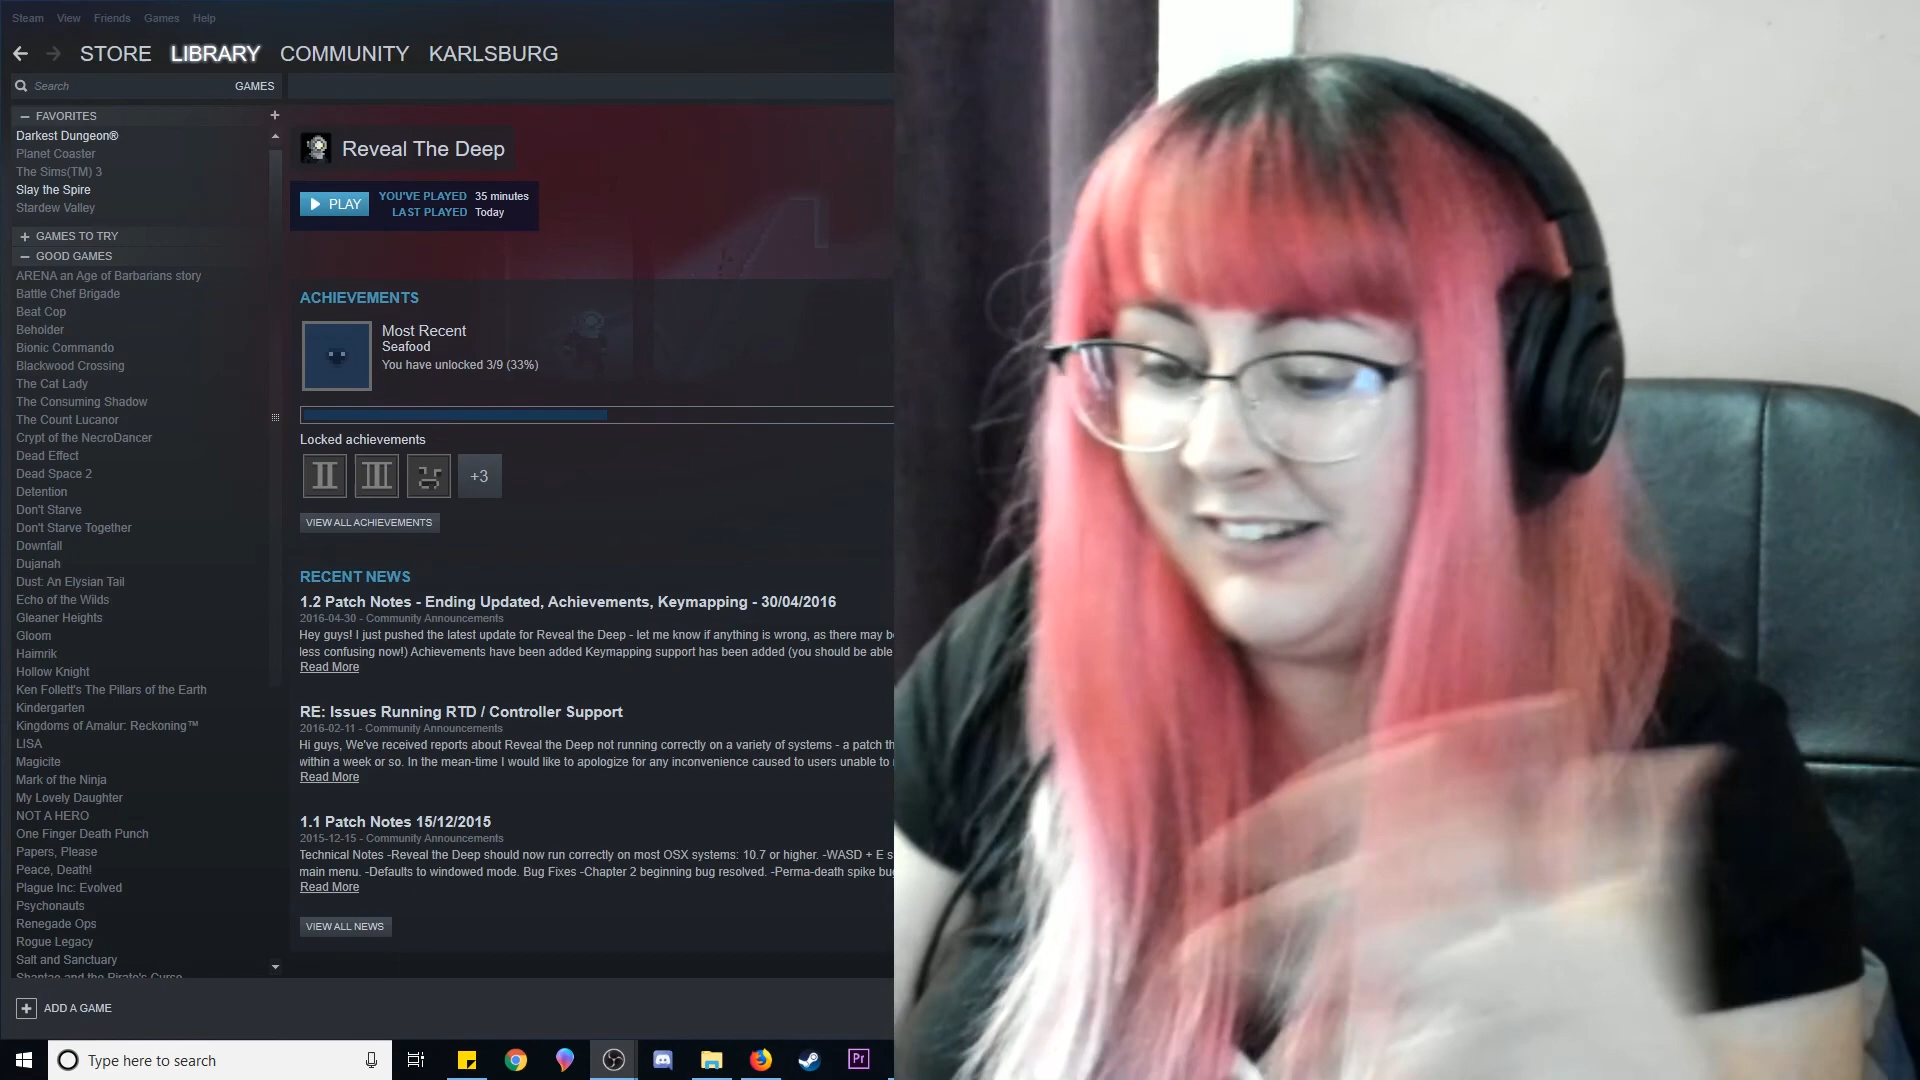 Steam View Friends Games Help
STORE LIBRARY COMMUNITY KARLSBURG
Search GAMES
FAVORITES
Darkest Dungeon®
Planet Coaster
The Sims(TM) 3
Slay the Spire
Stardew Valley
GAMES TO TRY
GOOD GAMES
ARENA an Age of Barbarians story
Battle Chef Brigade
Beat Cop
Beholder
Bionic Commando
Blackwood Crossing
The Cat Lady
The Consuming Shadow
The Count Lucanor
Crypt of the NecroDancer
Dead Effect
Dead Space 2
Detention
Don't Starve
Don't Starve Together
Downfall
Dujanah
Dust: An Elysian Tail
Echo of the Wilds
Gleaner Heights
Gloom
Haimrik
Hollow Knight
Ken Follett's The Pillars of the Earth
Kindergarten
Kingdoms of Amalur: Reckoning™
LISA
Magicite
Mark of the Ninja
My Lovely Daughter
NOT A HERO
One Finger Death Punch
Papers, Please
Peace, Death!
Plague Inc: Evolved
Psychonauts
Renegade Ops
Rogue Legacy
Salt and Sanctuary
Shantae and the Pirate's Curse
ADD A GAME
Reveal The Deep
PLAY
YOU'VE PLAYED 35 minutes
LAST PLAYED Today
ACHIEVEMENTS
Most Recent
Seafood
You have unlocked 3/9 (33%)
Locked achievements
II III +3
VIEW ALL ACHIEVEMENTS
RECENT NEWS
1.2 Patch Notes - Ending Updated, Achievements, Keymapping - 30/04/2016
2016-04-30 - Community Announcements
Hey guys! I just pushed the latest update for Reveal the Deep - let me know if anything is wrong, as there may b
less confusing now!) Achievements have been added Keymapping support has been added (you should be able
Read More
RE: Issues Running RTD / Controller Support
2016-02-11 - Community Announcements
Hi guys, We've received reports about Reveal the Deep not running correctly on a variety of systems - a patch th
within a week or so. In the mean-time I would like to apologize for any inconvenience caused to users unable to
Read More
1.1 Patch Notes 15/12/2015
2015-12-15 - Community Announcements
Technical Notes -Reveal the Deep should now run correctly on most OSX systems: 10.7 or higher. -WASD + E s
main menu. -Defaults to windowed mode. Bug Fixes -Chapter 2 beginning bug resolved. -Perma-death spike bu
Read More
VIEW ALL NEWS
Type here to search
Pr